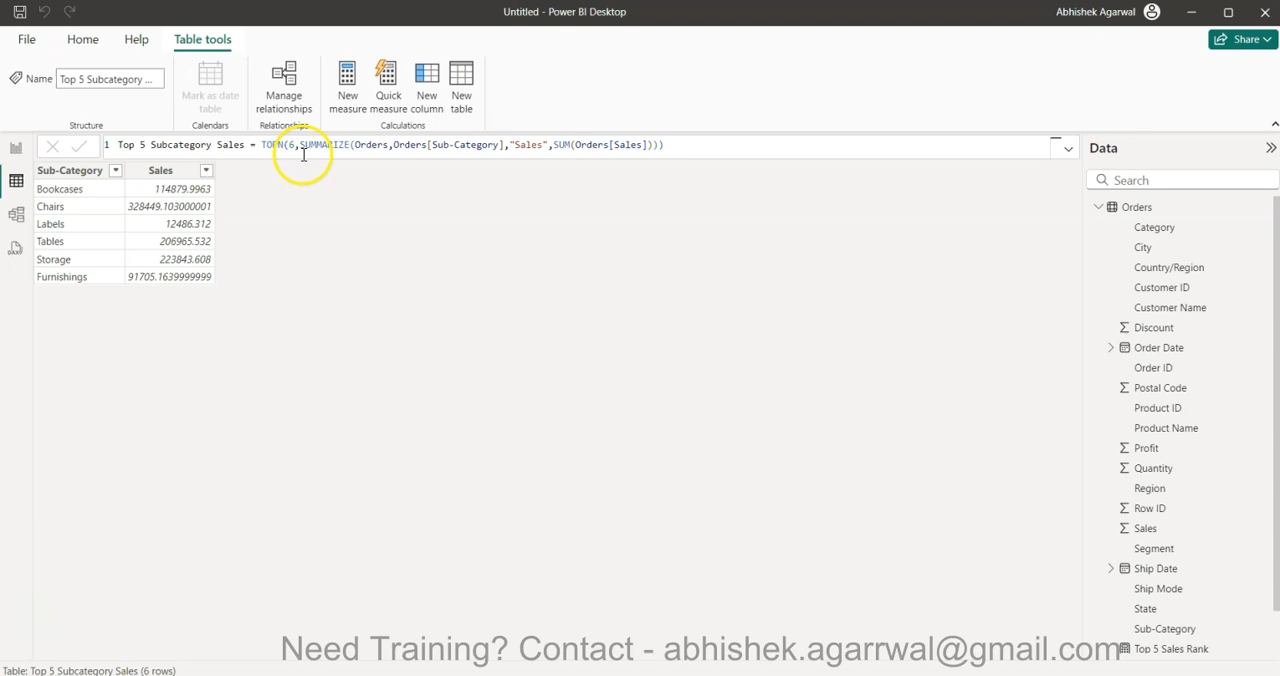 Untitled - Power BI Desktop
Abhishek Agarwal
File
Home
Help
Table tools
Share
Name Top 5 Subcategory ...
Mark as date
table
Manage
relationships
New
measure
Quick
measure
New
column
New
table
Structure
Calendars
Relationships
Calculations
1 Top 5 Subcategory Sales = TOPN(6,SUMMARIZE(Orders,Orders[Sub-Category],"Sales",SUM(Orders[Sales])))
Sub-Category Sales
Bookcases 114879.9963
Chairs 328449.103000001
Labels 12486.312
Tables 206965.532
Storage 223843.608
Furnishings 91705.1639999999
Data
Search
Orders
Category
City
Country/Region
Customer ID
Customer Name
Discount
Order Date
Order ID
Postal Code
Product ID
Product Name
Profit
Quantity
Region
Row ID
Sales
Segment
Ship Date
Ship Mode
State
Sub-Category
Top 5 Sales Rank
Need Training? Contact - abhishek.agarrwal@gmail.com
Table: Top 5 Subcategory Sales (6 rows)